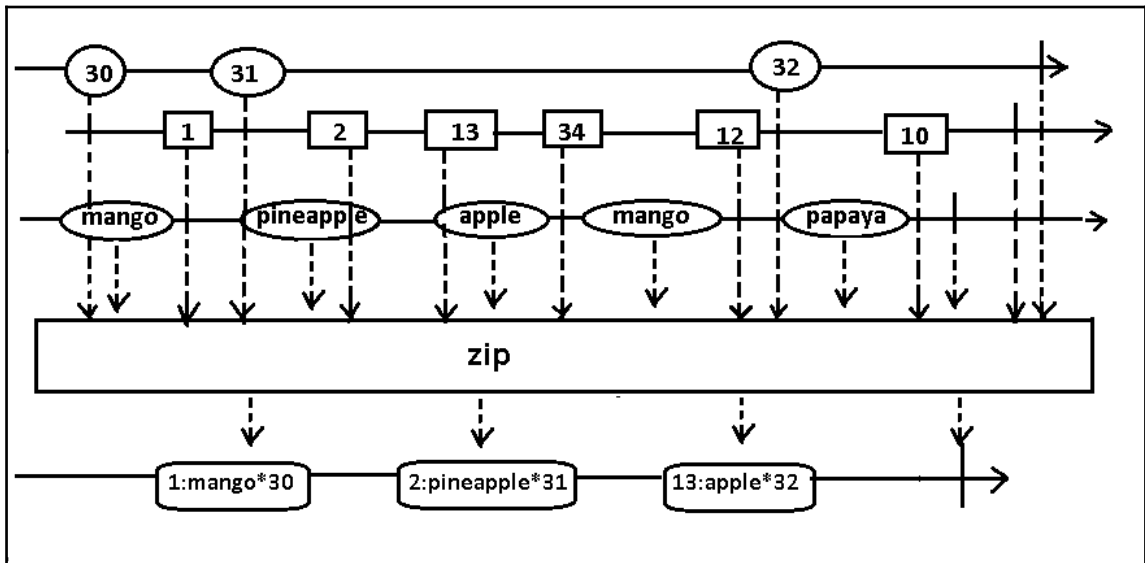 30 31 32
1 2 13 34 12 10
mango pineapple apple mango papaya
zip
1:mango*30 2:pineapple*31 13:apple*32